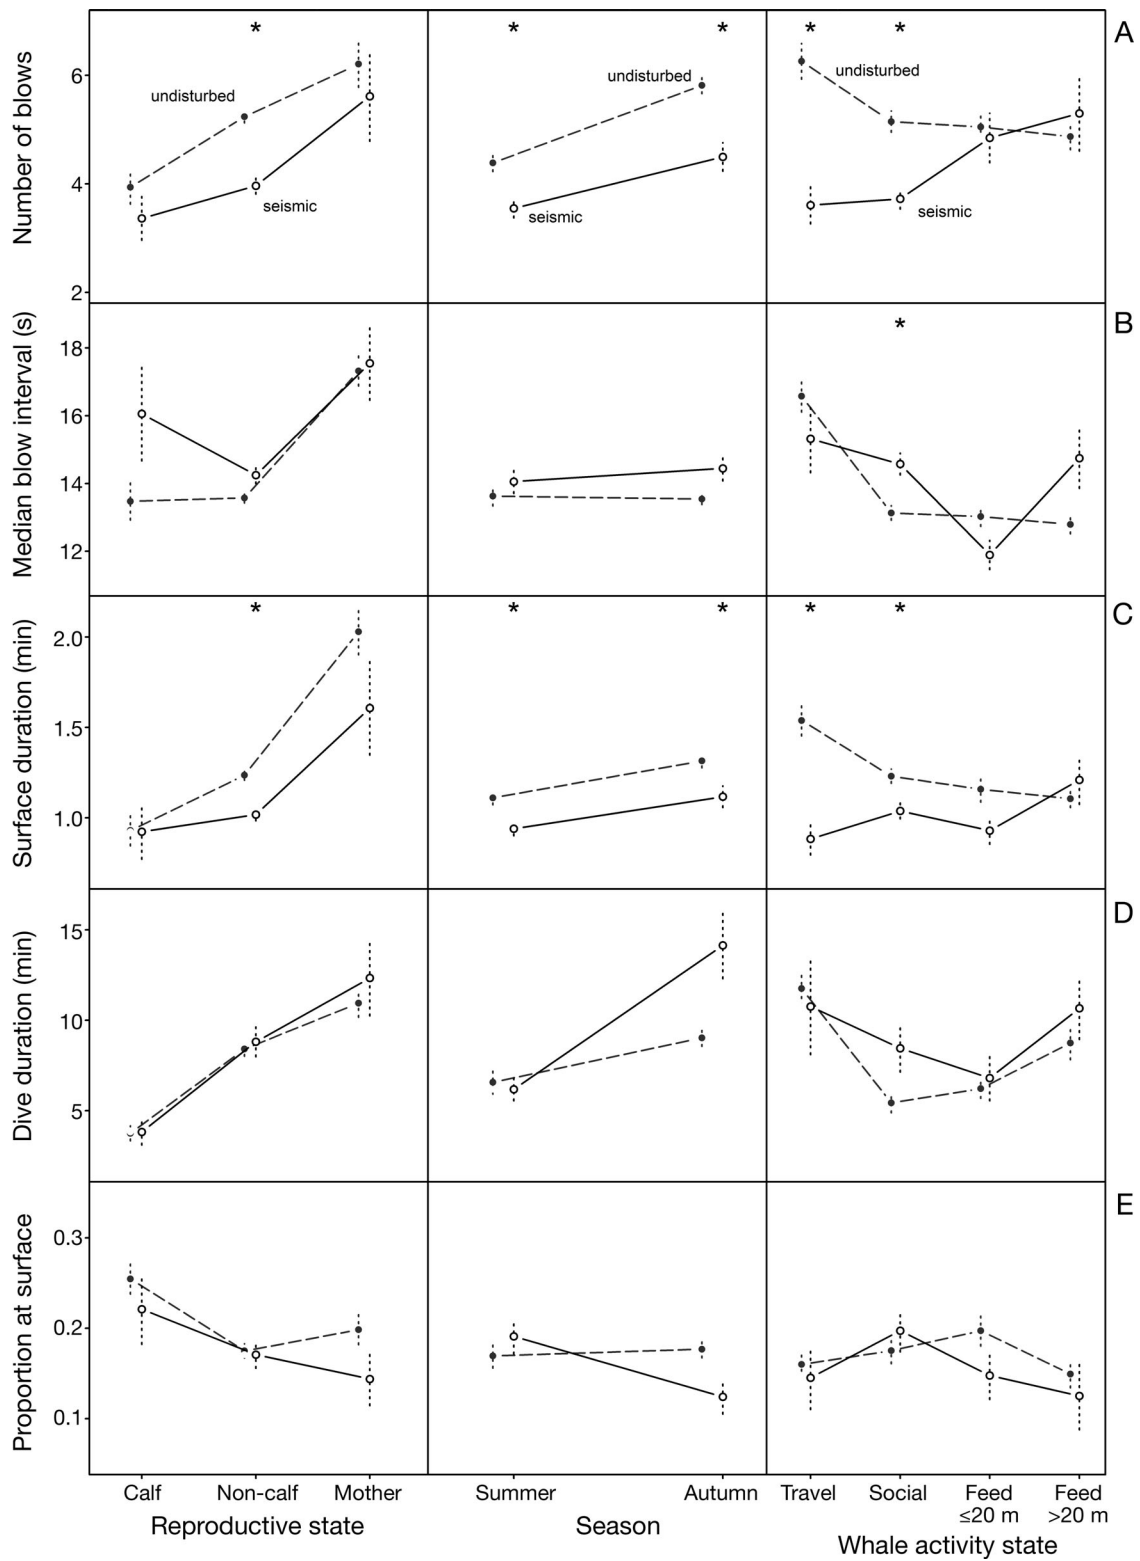 * * * * * A
Number of blows
6
4
2
undisturbed
seismic
undisturbed
seismic
undisturbed
seismic
* B
Median blow interval (s)
18
16
14
12
* * * * * C
Surface duration (min)
2.0
1.5
1.0
D
Dive duration (min)
15
10
5
E
Proportion at surface
0.3
0.2
0.1
Calf Non-calf Mother
Reproductive state
Summer Autumn
Season
Travel Social Feed Feed
≤20 m >20 m
Whale activity state